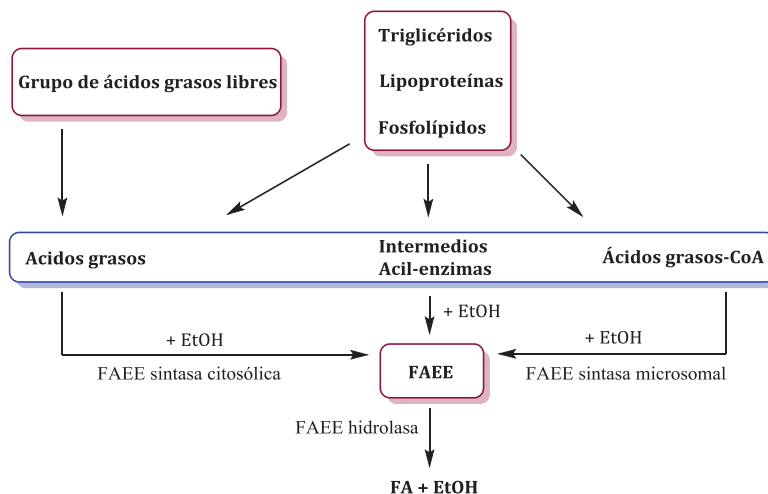 Triglicéridos
Grupo de ácidos grasos libres
Lipoproteínas
Fosfolípidos
Acidos grasos
Intermedios
Acil-enzimas
Ácidos grasos-CoA
+ EtOH
+ EtOH
+ EtOH
FAEE sintasa citosólica
FAEE
FAEE sintasa microsomal
FAEE hidrolasa
FA + EtOH